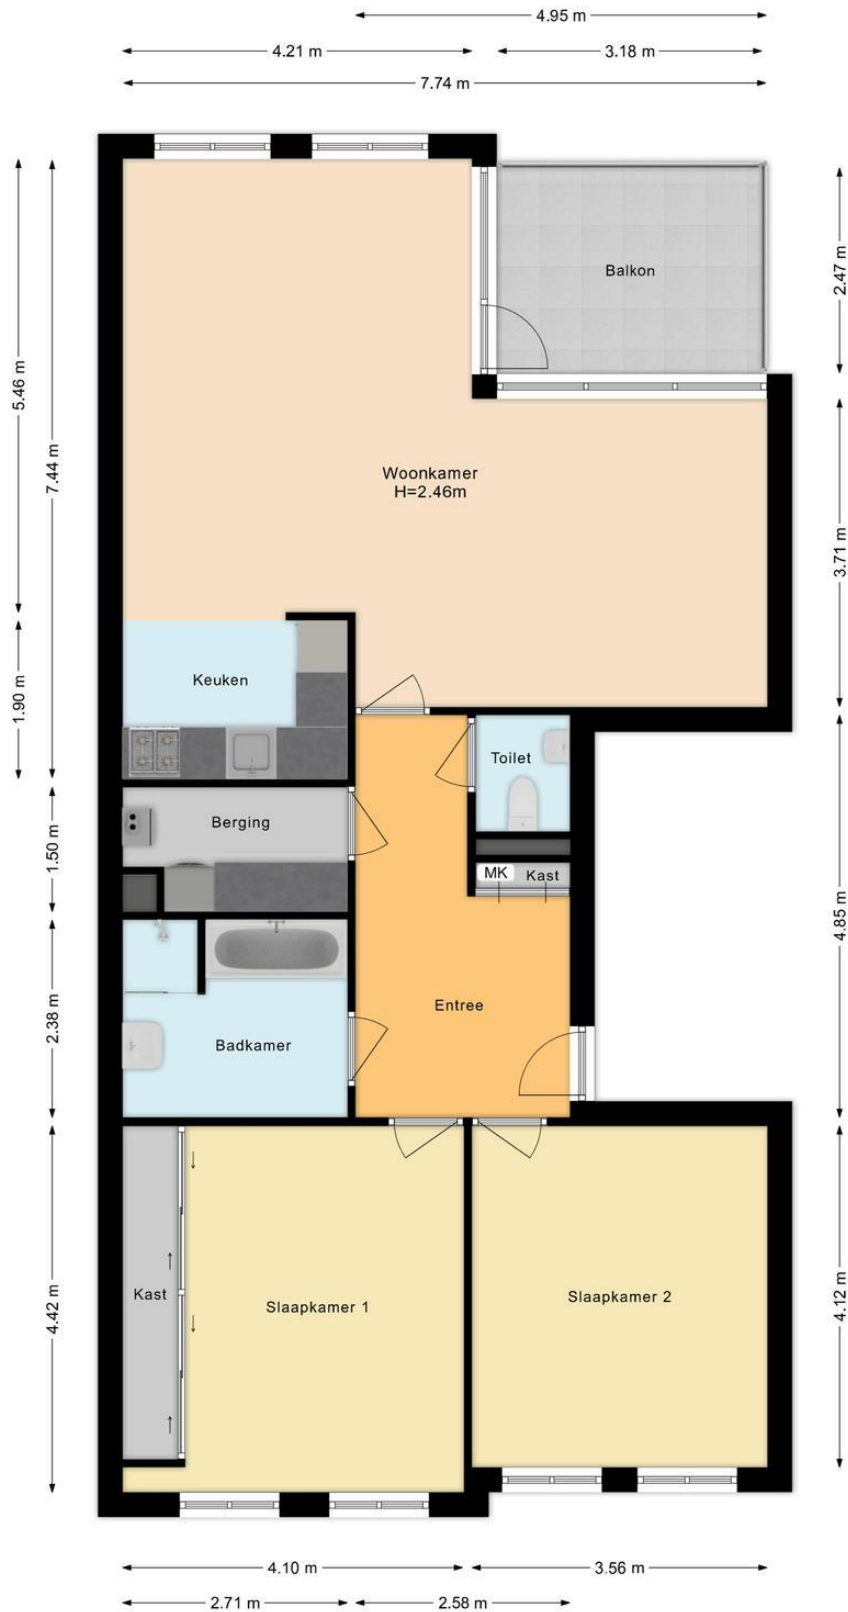 4.95 m
4.21 m
3.18 m
7.74 m
5.46 m
7.44 m
1.90 m
1.50 m
2.38 m
4.42 m
2.47 m
3.71 m
4.85 m
4.12 m
Balkon
Woonkamer
H=2.46m
Keuken
Toilet
Berging
MK Kast
Entree
Badkamer
Kast
Slaapkamer 1
Slaapkamer 2
4.10 m
3.56 m
2.71 m
2.58 m